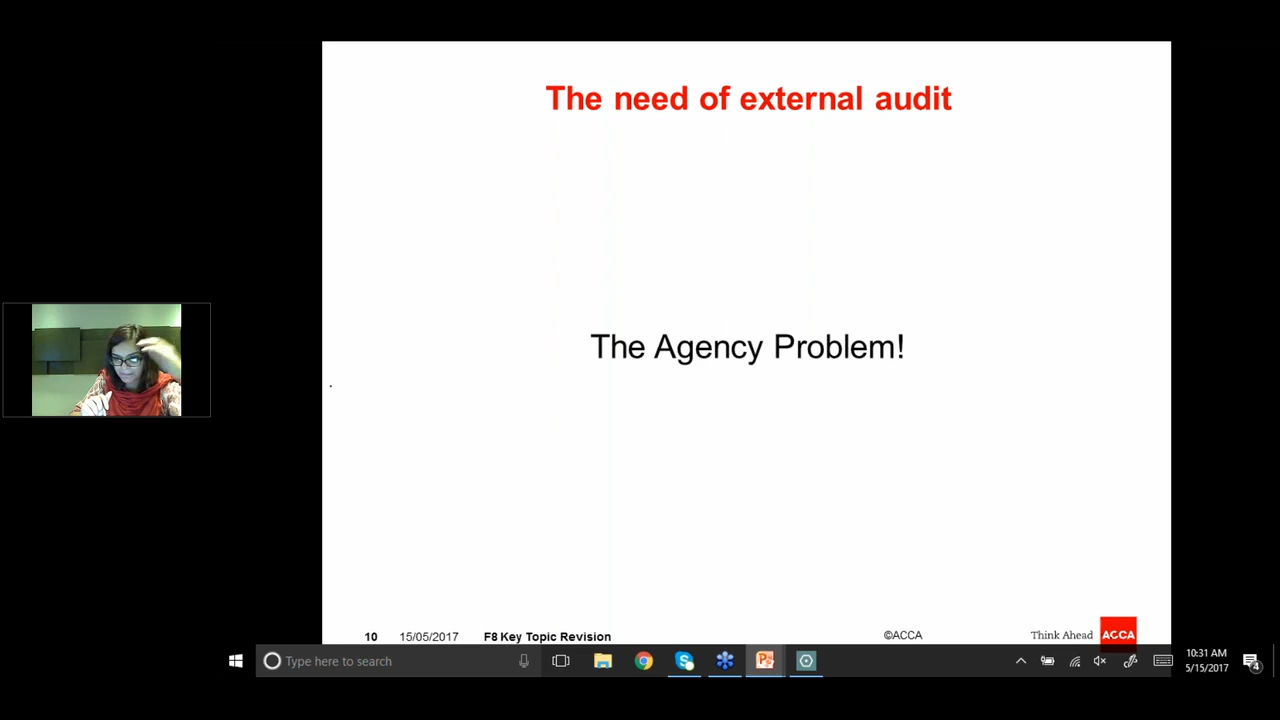 The need of external audit
The Agency Problem!
10 15/05/2017 F8 Key Topic Revision ©ACCA Think Ahead ACCA
Type here to search
10:31 AM
5/15/2017
4